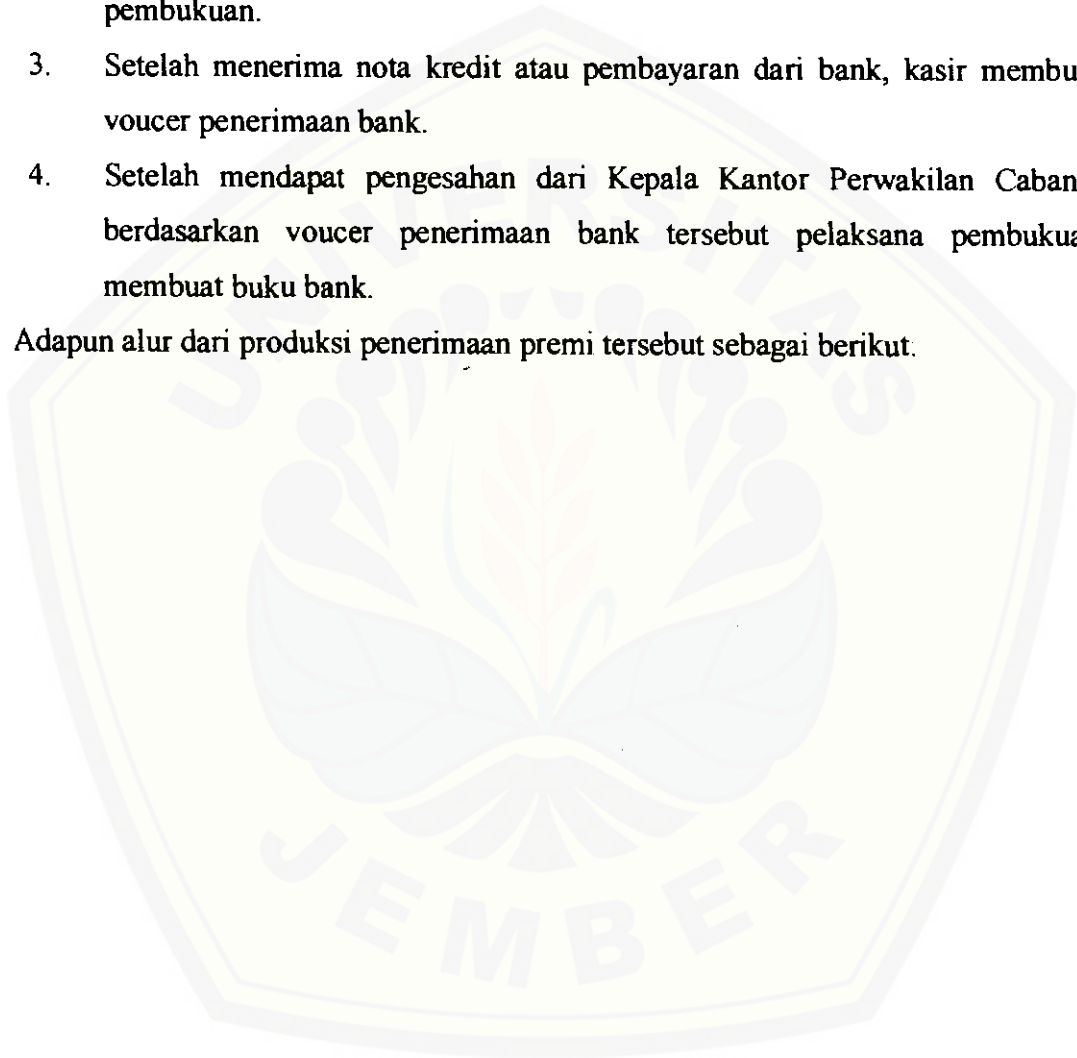 pembukuan.
3. Setelah menerima nota kredit atau pembayaran dari bank, kasir membu
voucer penerimaan bank.
4. Setelah mendapat pengesahan dari Kepala Kantor Perwakilan Caban
berdasarkan voucer penerimaan bank tersebut pelaksana pembukua
membuat buku bank.
Adapun alur dari produksi penerimaan premi tersebut sebagai berikut.
UNIVERSITAS
JEMBER